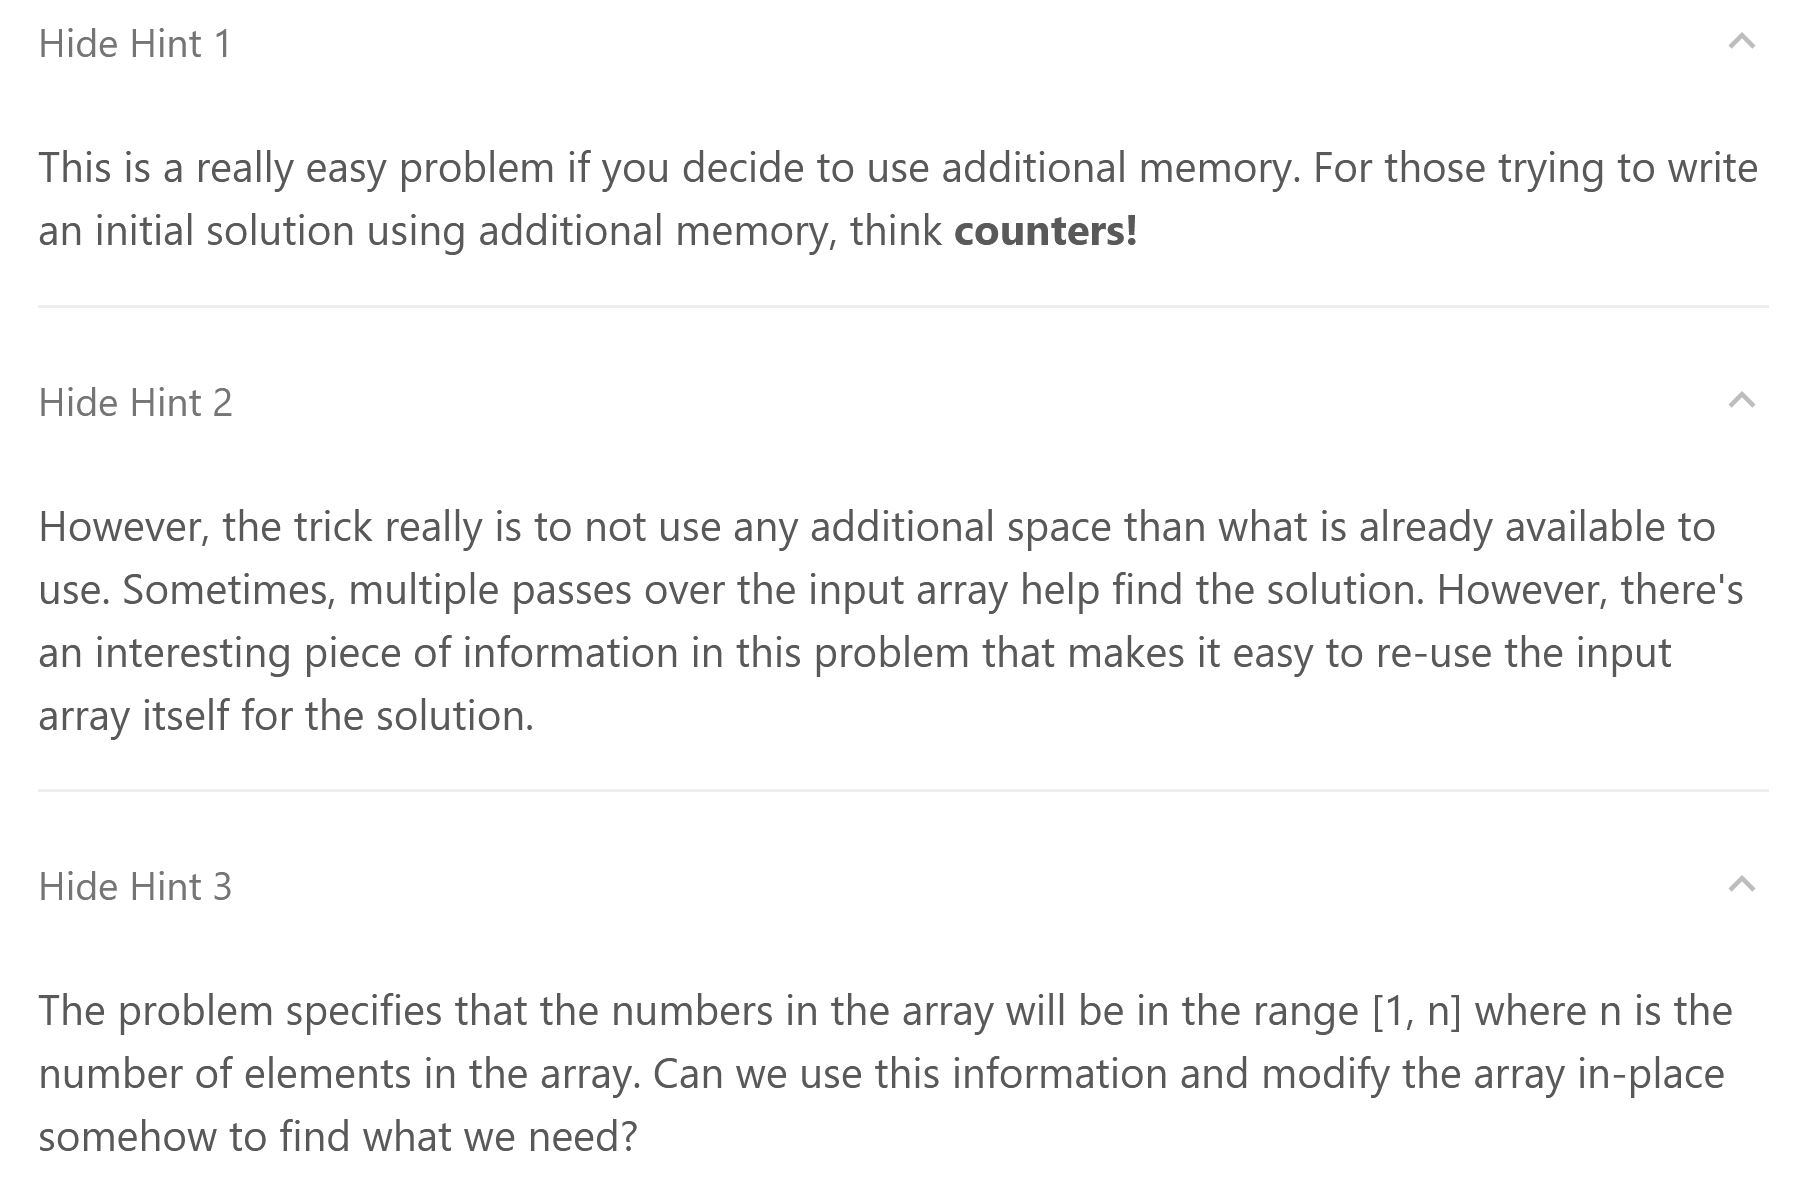 Hide Hint 1
This is a really easy problem if you decide to use additional memory. For those trying to write
an initial solution using additional memory, think counters!
Hide Hint 2
However, the trick really is to not use any additional space than what is already available to
use. Sometimes, multiple passes over the input array help find the solution. However, there's
an interesting piece of information in this problem that makes it easy to re-use the input
array itself for the solution.
Hide Hint 3
The problem specifies that the numbers in the array will be in the range [1, n] where n is the
number of elements in the array. Can we use this information and modify the array in-place
somehow to find what we need?